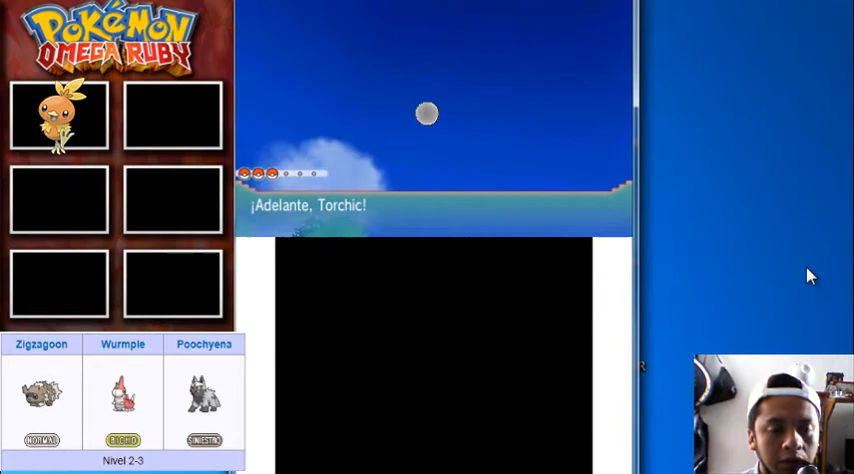 POKéMON
OMEGA RUBY
¡Adelante, Torchic!
Zigzagoon Wurmple Poochyena
NORMAL BICHO SINIESTRO
Nivel 2-3
R